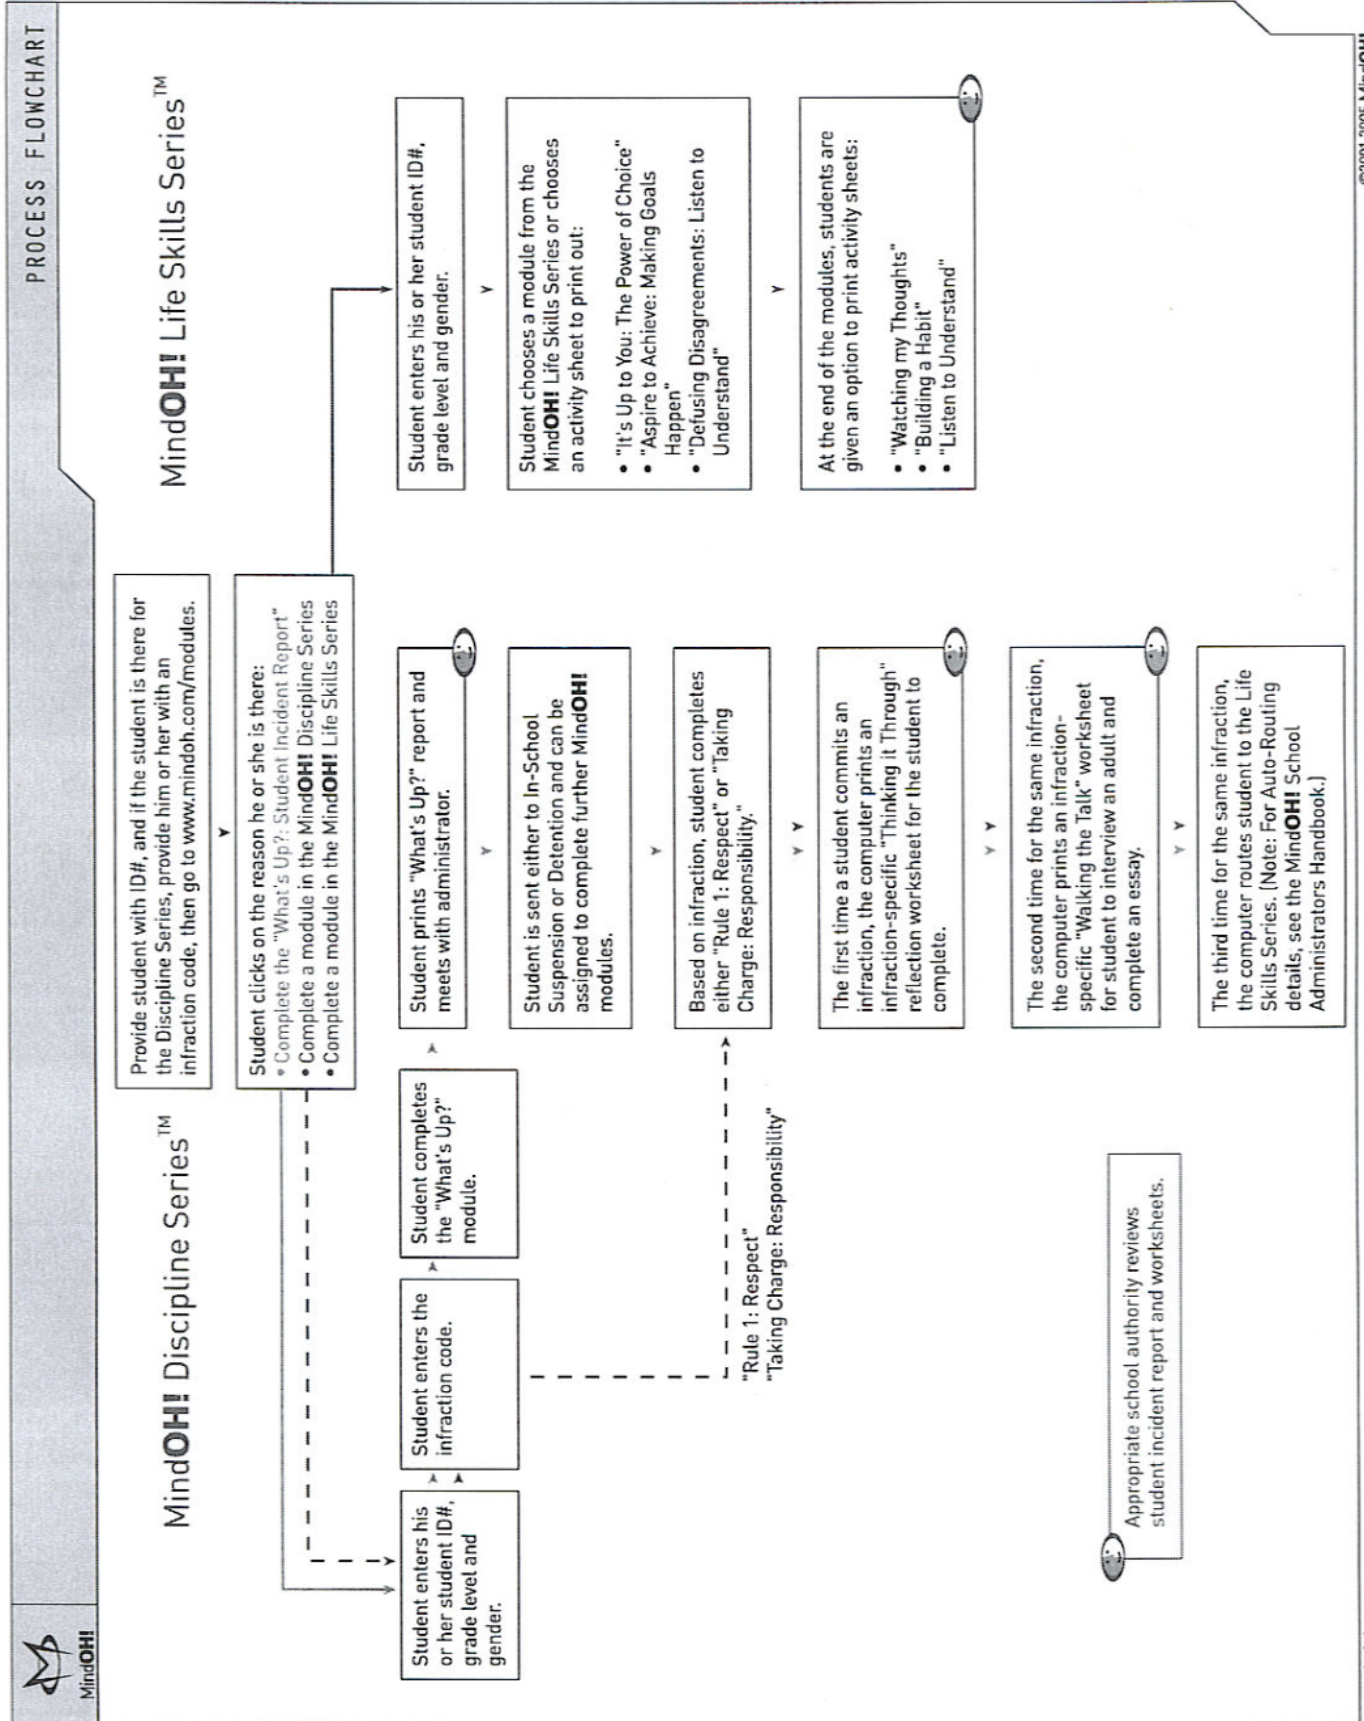 MindOH!
PROCESS FLOWCHART
MindOH! Discipline Series™
MindOH! Life Skills Series™
Provide student with ID#, and if the student is there for
the Discipline Series, provide him or her with an
infraction code, then go to www.mindoh.com/modules.
Student clicks on the reason he or she is there:
• Complete the "What's Up?: Student Incident Report"
• Complete a module in the MindOH! Discipline Series
• Complete a module in the MindOH! Life Skills Series
Student enters his
or her student ID#,
grade level and
gender.
Student enters the
infraction code.
Student completes
the "What's Up?"
module.
Student prints "What's Up?" report and
meets with administrator.
Student is sent either to In-School
Suspension or Detention and can be
assigned to complete further MindOH!
modules.
"Rule 1: Respect"
"Taking Charge: Responsibility"
Based on infraction, student completes
either "Rule 1: Respect" or "Taking
Charge: Responsibility."
The first time a student commits an
infraction, the computer prints an
infraction-specific "Thinking it Through"
reflection worksheet for the student to
complete.
The second time for the same infraction,
the computer prints an infraction-
specific "Walking the Talk" worksheet
for student to interview an adult and
complete an essay.
The third time for the same infraction,
the computer routes student to the Life
Skills Series. (Note: For Auto-Routing
details, see the MindOH! School
Administrators Handbook.)
Student enters his or her student ID#,
grade level and gender.
Student chooses a module from the
MindOH! Life Skills Series or chooses
an activity sheet to print out:
• "It's Up to You: The Power of Choice"
• "Aspire to Achieve: Making Goals
Happen"
• "Defusing Disagreements: Listen to
Understand"
At the end of the modules, students are
given an option to print activity sheets:
• "Watching my Thoughts"
• "Building a Habit"
• "Listen to Understand"
Appropriate school authority reviews
student incident report and worksheets.
©2001-2005 MindOH!